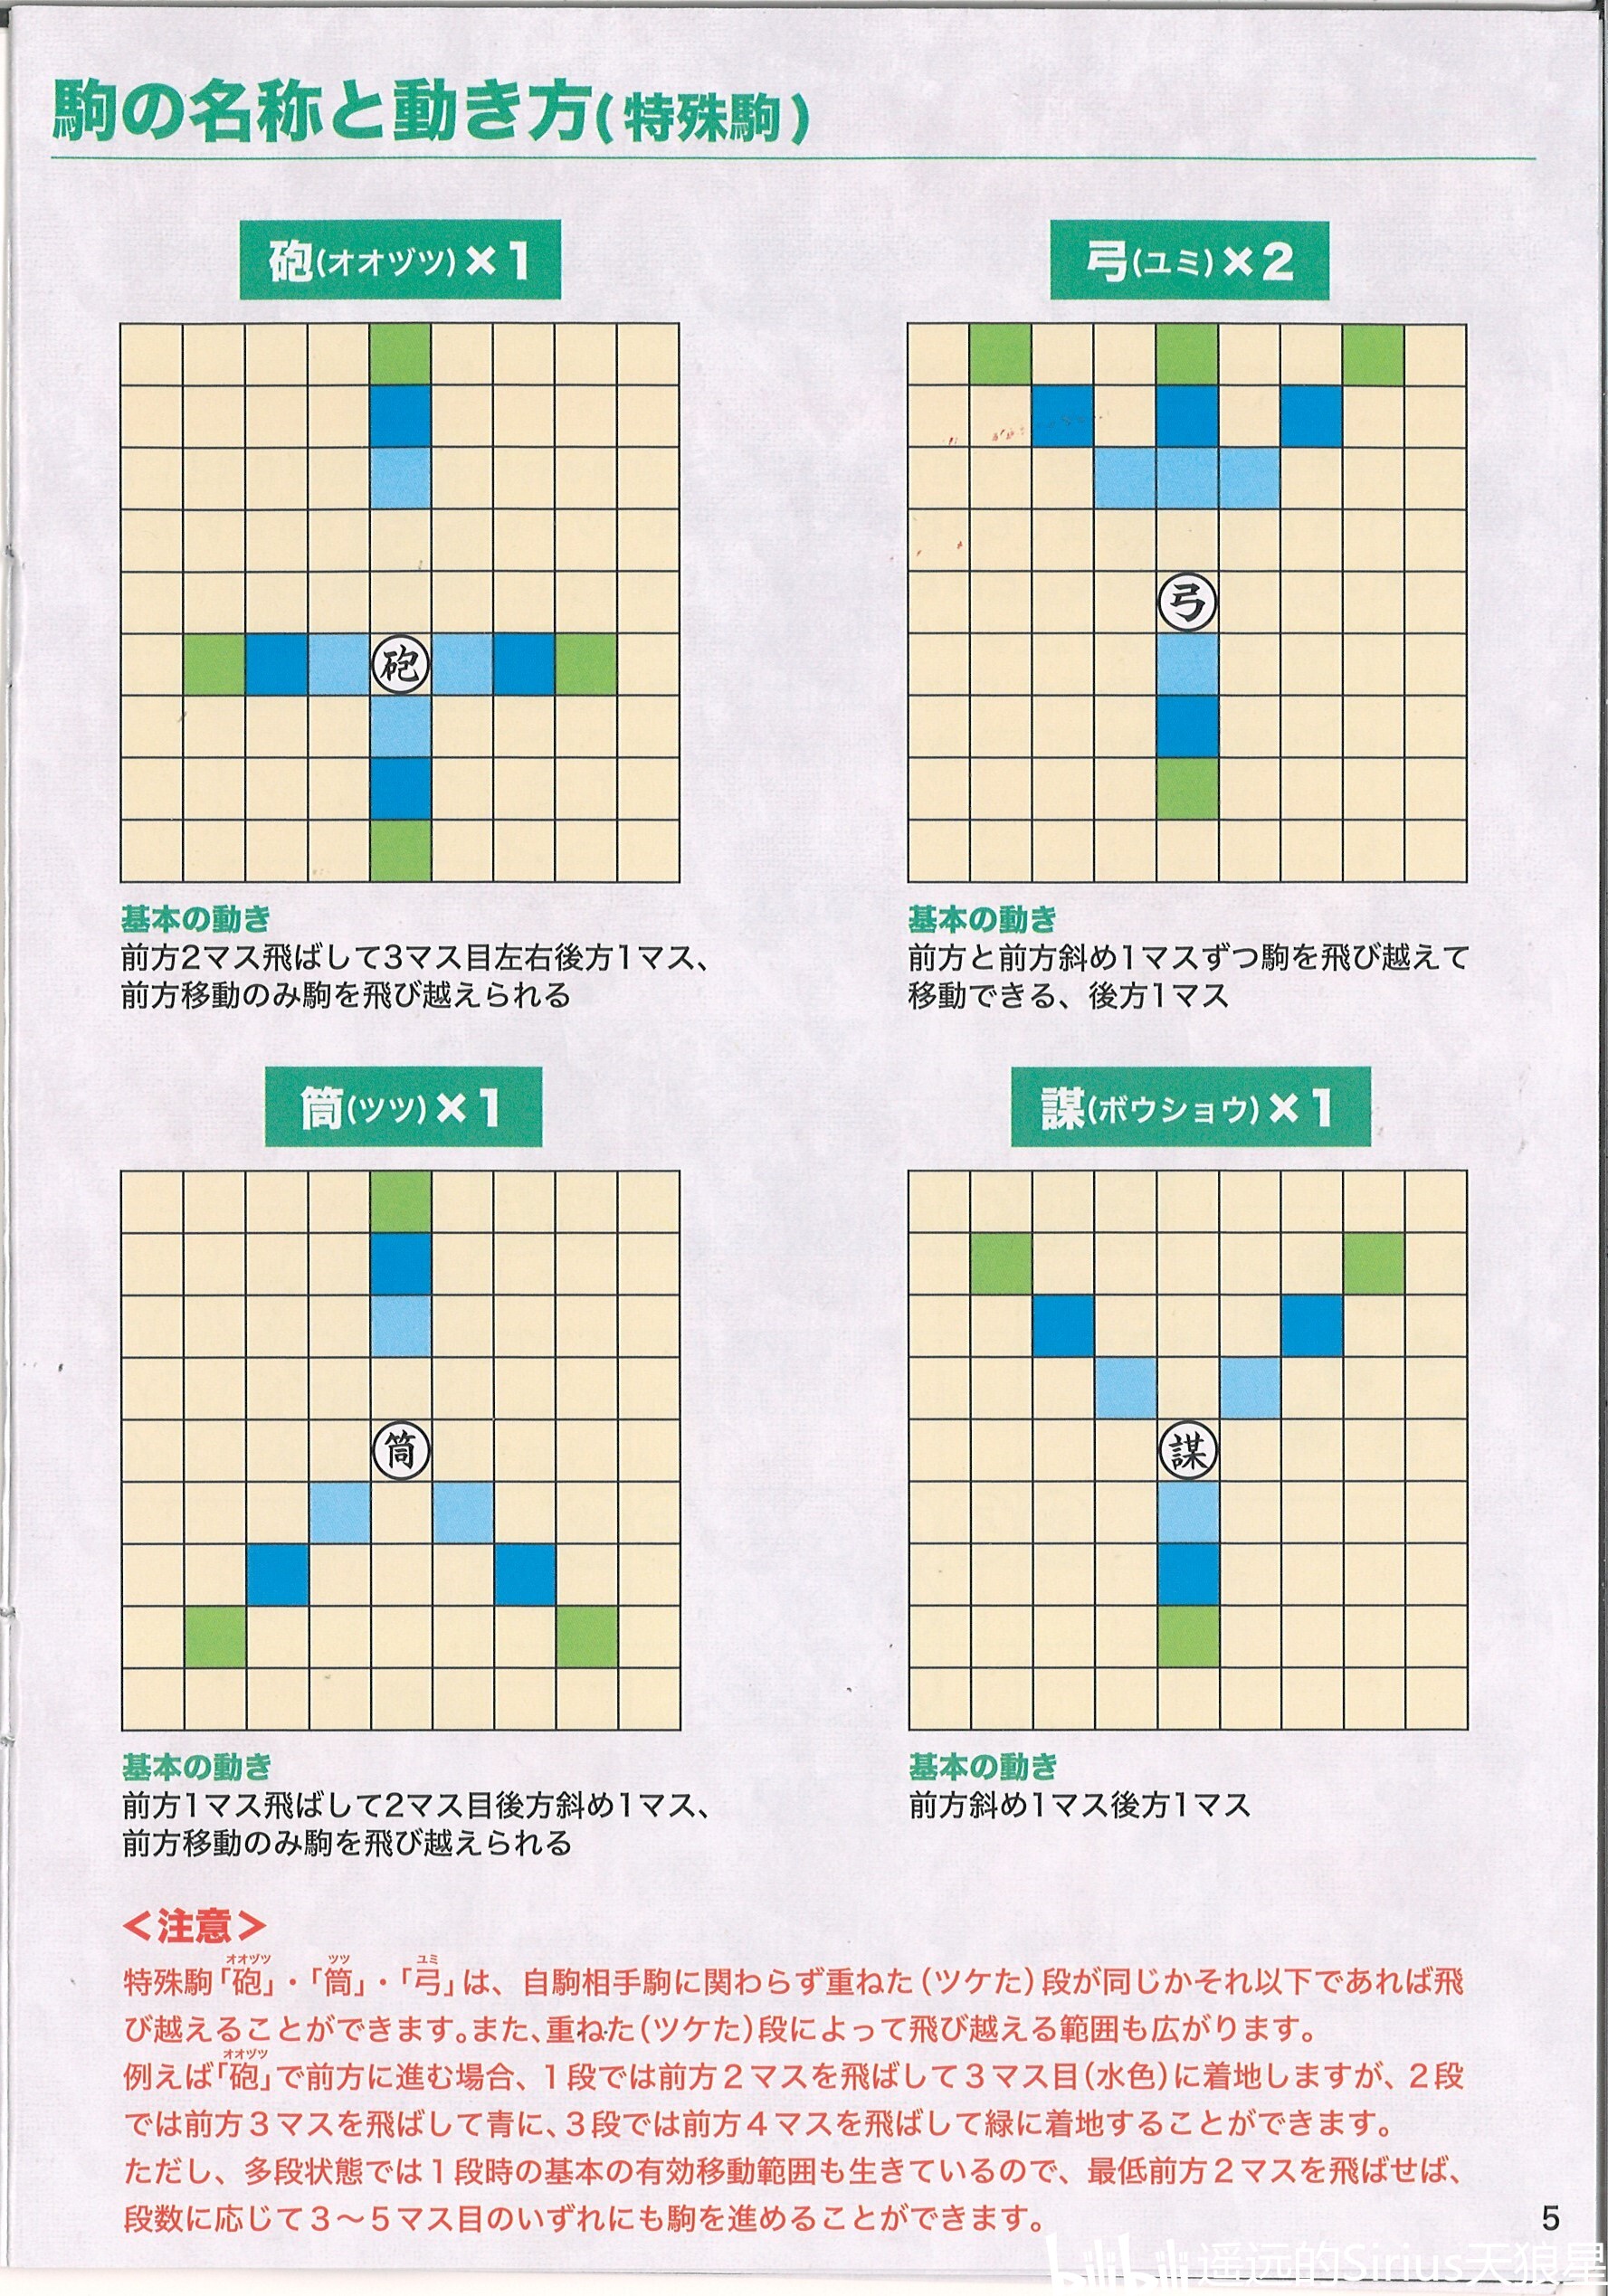 駒の名称と動き方(特殊駒)
砲(オオヅツ)×1
弓(ユミ)×2
砲
弓
基本の動き
前方2マス飛ばして3マス目左右後方1マス、
前方移動のみ駒を飛び越えられる
基本の動き
前方と前方斜め1マスずつ駒を飛び越えて
移動できる、後方1マス
筒(ツツ)×1
謀(ボウショウ)×1
筒
謀
基本の動き
前方1マス飛ばして2マス目後方斜め1マス、
前方移動のみ駒を飛び越えられる
基本の動き
前方斜め1マス後方1マス
＜注意＞
オオヅツ ツツ ユミ
特殊駒「砲」・「筒」・「弓」は、自駒相手駒に関わらず重ねた（ツケた）段が同じかそれ以下であれば飛
び越えることができます。また、重ねた（ツケた）段によって飛び越える範囲も広がります。
オオヅツ
例えば「砲」で前方に進む場合、１段では前方２マスを飛ばして３マス目（水色）に着地しますが、２段
では前方３マスを飛ばして青に、３段では前方４マスを飛ばして緑に着地することができます。
ただし、多段状態では１段時の基本の有効移動範囲も生きているので、最低前方２マスを飛ばせば、
段数に応じて３〜５マス目のいずれにも駒を進めることができます。
5
bilibili 遥远的Sirius天狼星